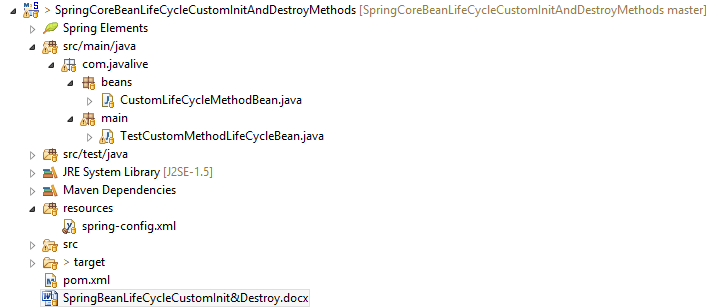 > SpringCoreBeanLifeCycleCustomInitAndDestroyMethods [SpringCoreBeanLifeCycleCustomInitAndDestroyMethods master]
Spring Elements
src/main/java
com.javalive
beans
CustomLifeCycleMethodBean.java
main
TestCustomMethodLifeCycleBean.java
src/test/java
JRE System Library [J2SE-1.5]
Maven Dependencies
resources
spring-config.xml
src
> target
pom.xml
SpringBeanLifeCycleCustomInit&Destroy.docx